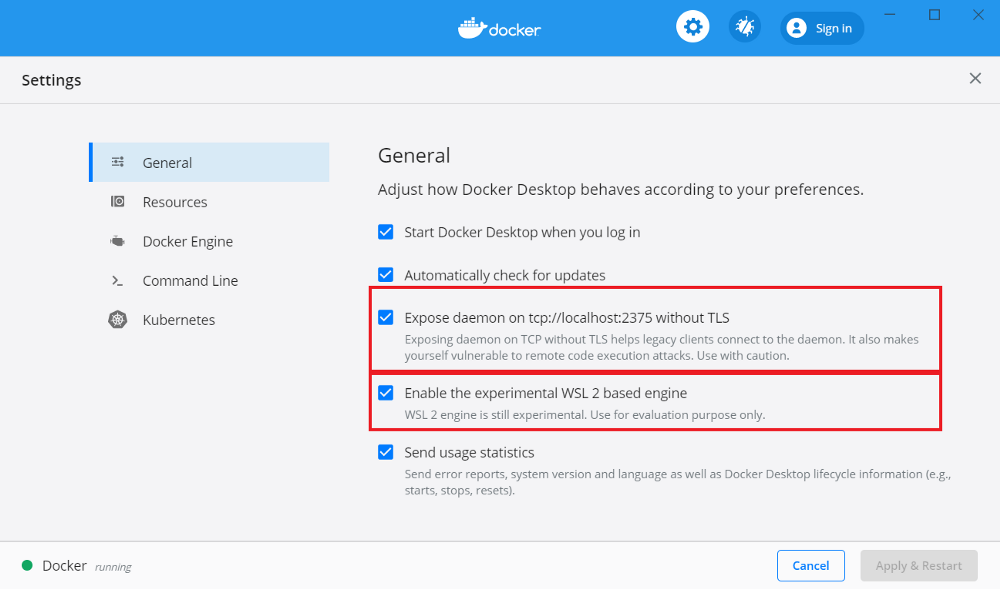 docker
Sign in
Settings
General
Resources
Docker Engine
Command Line
Kubernetes
General
Adjust how Docker Desktop behaves according to your preferences.
Start Docker Desktop when you log in
Automatically check for updates
Expose daemon on tcp://localhost:2375 without TLS
Exposing daemon on TCP without TLS helps legacy clients connect to the daemon. It also makes
yourself vulnerable to remote code execution attacks. Use with caution.
Enable the experimental WSL 2 based engine
WSL 2 engine is still experimental. Use for evaluation purpose only.
Send usage statistics
Send error reports, system version and language as well as Docker Desktop lifecycle information (e.g.,
starts, stops, resets).
Docker running
Cancel
Apply & Restart